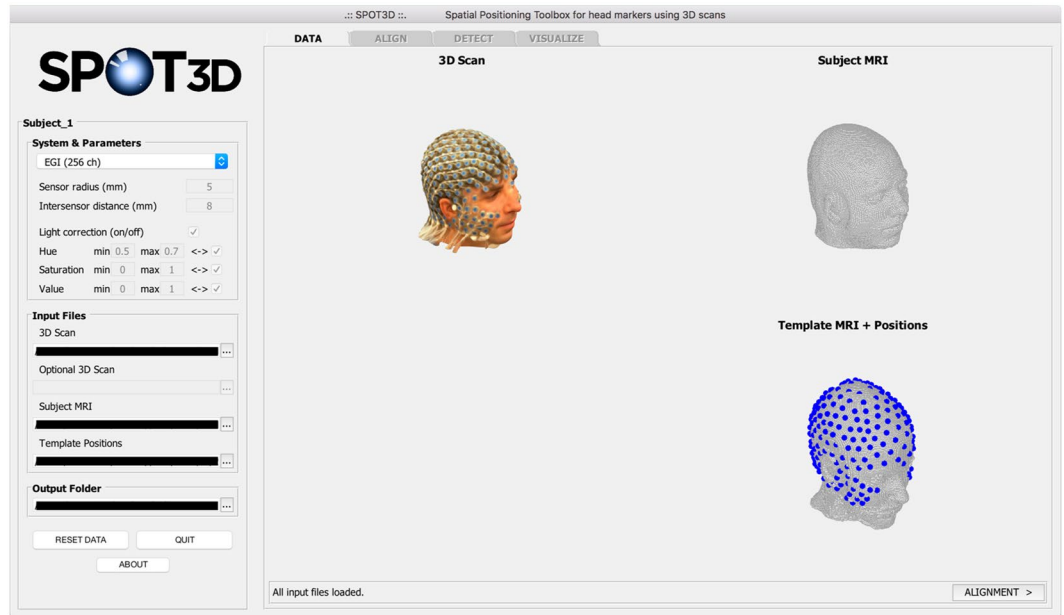 .:: SPOT3D ::. Spatial Positioning Toolbox for head markers using 3D scans
SPOT3D
DATA ALIGN DETECT VISUALIZE
3D Scan Subject MRI
Subject_1
System & Parameters
EGI (256 ch)
Sensor radius (mm) 5
Intersensor distance (mm) 8
Light correction (on/off)
Hue min 0.5 max 0.7 <->
Saturation min 0 max 1 <->
Value min 0 max 1 <->
Input Files
3D Scan
...
Optional 3D Scan
...
Subject MRI
...
Template Positions
...
Output Folder
...
RESET DATA QUIT
ABOUT
Template MRI + Positions
All input files loaded. ALIGNMENT >